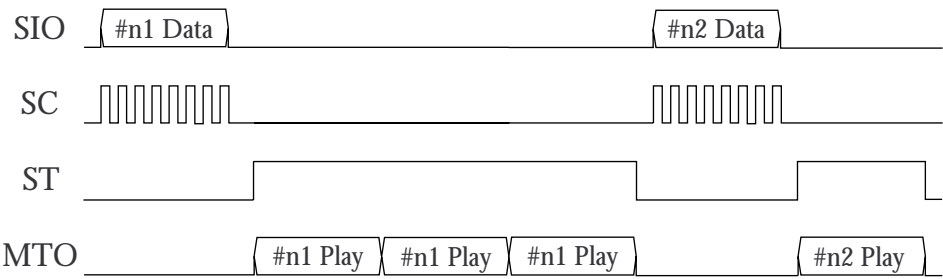 SIO #n1 Data #n2 Data
SC
ST
MTO #n1 Play #n1 Play #n1 Play #n2 Play